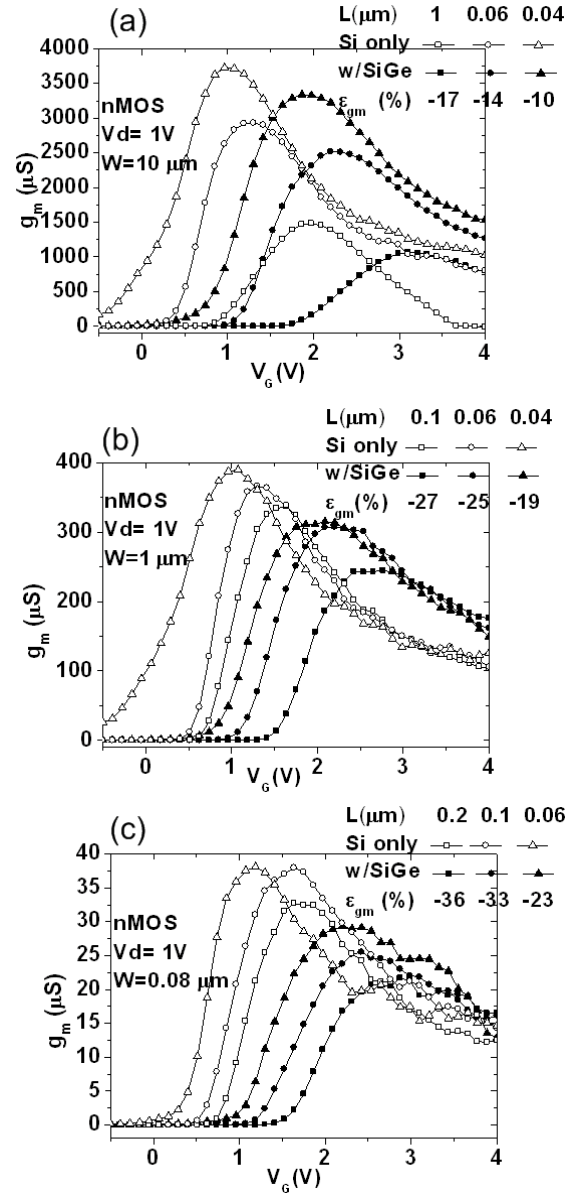 (a)
L(μm) 1 0.06 0.04
Si only
w/SiGe
ε_gm (%) -17 -14 -10
nMOS
Vd= 1V
W=10 μm
g_m (μS)
4000
3500
3000
2500
2000
1500
1000
500
0
0 1 2 3 4
V_G(V)
(b)
L(μm) 0.1 0.06 0.04
Si only
w/SiGe
ε_gm(%) -27 -25 -19
nMOS
Vd= 1V
W=1 μm
g_m (μS)
400
300
200
100
0
0 1 2 3 4
V_G(V)
(c)
L(μm) 0.2 0.1 0.06
Si only
w/SiGe
ε_gm (%) -36 -33 -23
nMOS
Vd= 1V
W=0.08 μm
g_m (μS)
40
35
30
25
20
15
10
5
0
0 1 2 3 4
V_G(V)